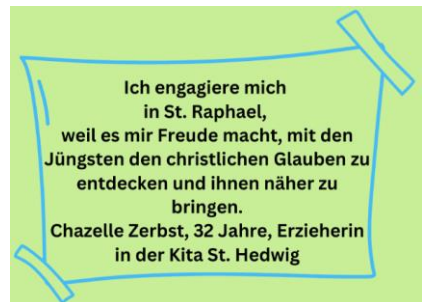 Ich engagiere mich
in St. Raphael,
weil es mir Freude macht, mit den
Jüngsten den christlichen Glauben zu
entdecken und ihnen näher zu
bringen.
Chazelle Zerbst, 32 Jahre, Erzieherin
in der Kita St. Hedwig